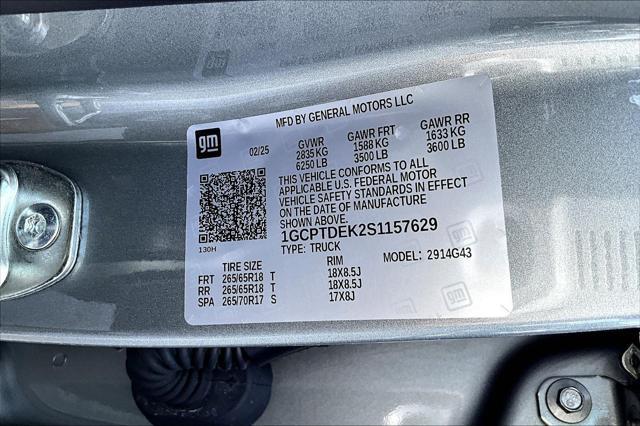 MFD BY GENERAL MOTORS LLC
gm
02/25 GVWR GAWR FRT GAWR RR
2835 KG 1588 KG 1633 KG
6250 LB 3500 LB 3600 LB
THIS VEHICLE CONFORMS TO ALL
APPLICABLE U.S. FEDERAL MOTOR
VEHICLE SAFETY STANDARDS IN EFFECT
ON THE DATE OF MANUFACTURE
SHOWN ABOVE.
1GCPTDEK2S1157629
130H TYPE: TRUCK MODEL: 2914G43
TIRE SIZE RIM
FRT 265/65R18 T 18X8.5J
RR 265/65R18 T 18X8.5J
SPA 265/70R17 S 17X8J